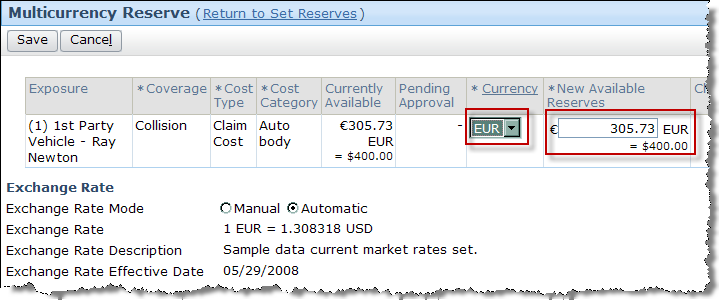 Multicurrency Reserve (Return to Set Reserves)
Save Cancel
Exposure *Coverage *Cost Type *Cost Category Currently Available Pending Approval * Currency *New Available Reserves
(1) 1st Party Vehicle - Ray Newton Collision Claim Cost Auto body €305.73 EUR = $400.00 - EUR € 305.73 EUR = $400.00
Exchange Rate
Exchange Rate Mode Manual Automatic
Exchange Rate 1 EUR = 1.308318 USD
Exchange Rate Description Sample data current market rates set.
Exchange Rate Effective Date 05/29/2008